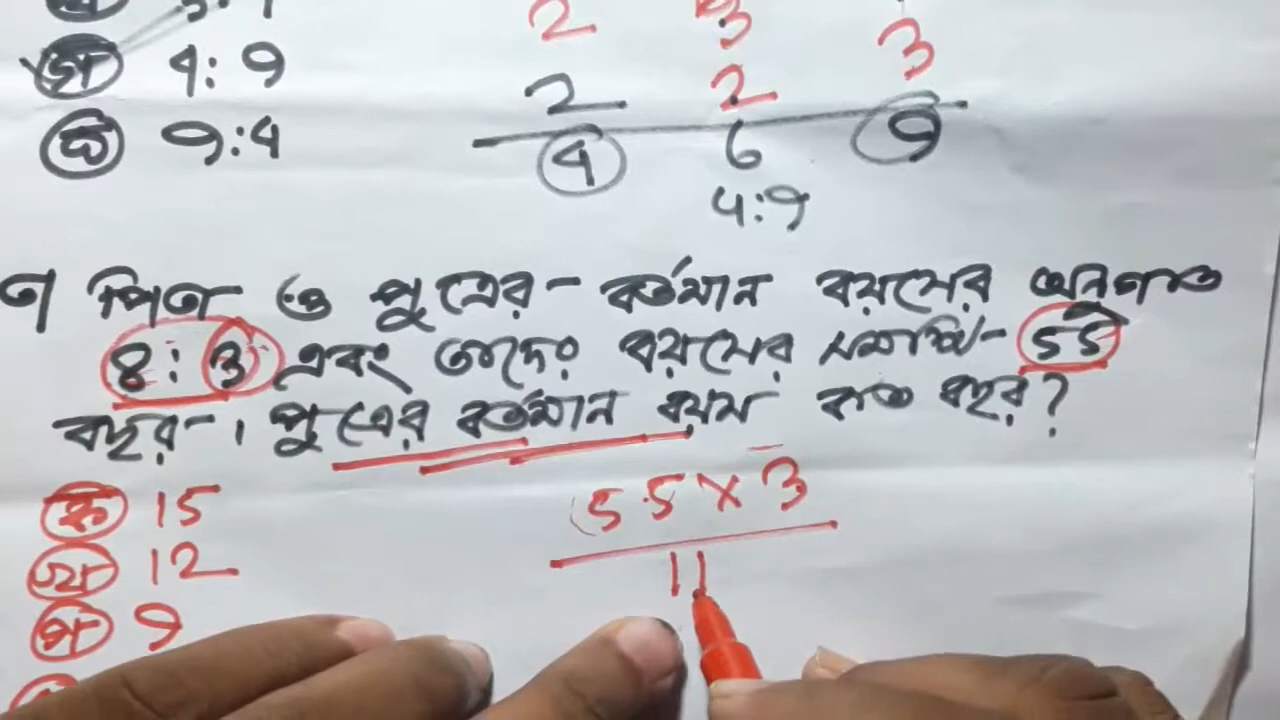 2 3 3
গ 4:9 2 2
ঘ 9:4 4 6 9
4:9
পিতা ও পুত্রের বর্তমান বয়সের অনুপাত
8:3 এবং তাদের বয়সের সমষ্টি 55
বছর। পুত্রের বর্তমান বয়স কত বছর?
ক 15 55×3
খ 12 11
গ 9